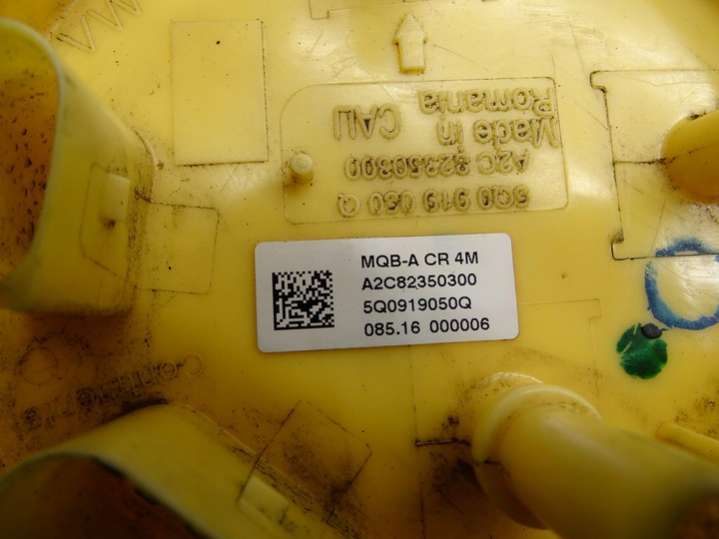 MQB-A CR 4M
A2C82350300
5Q0919050Q
085.16 000006
5Q0 919 050 Q
A2C 82350300
Made in
Romania
CAU